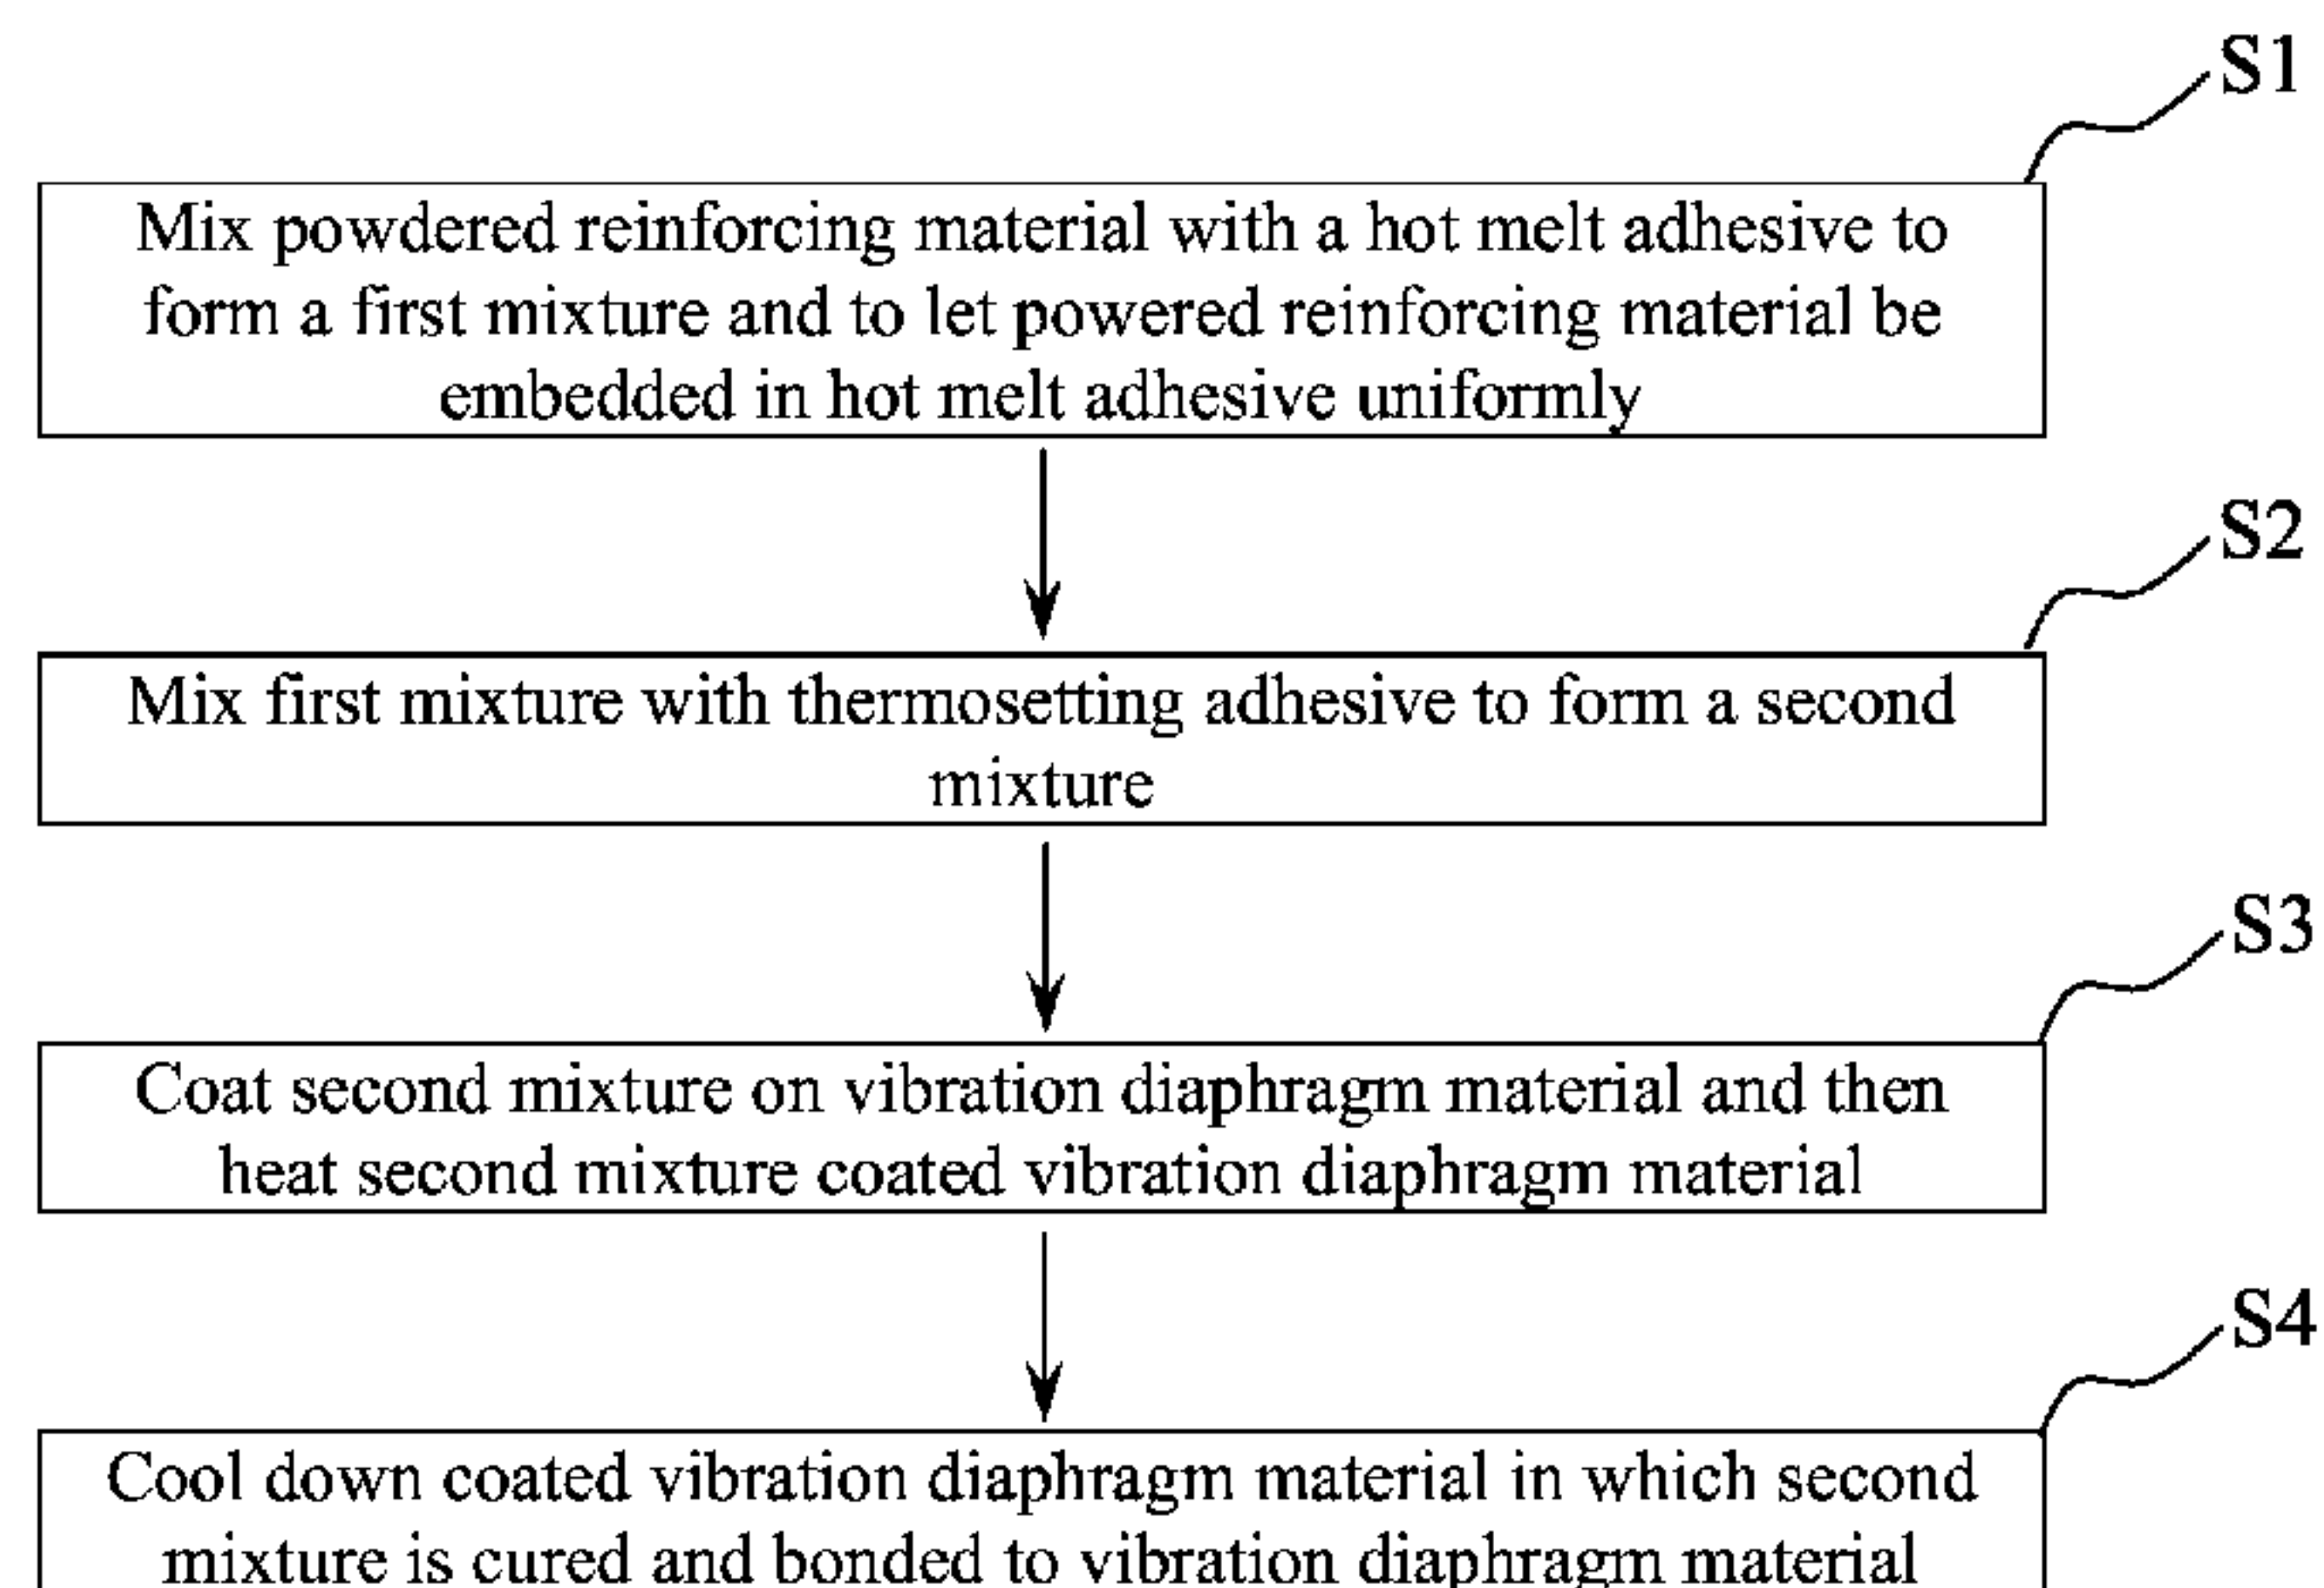 S1
Mix powdered reinforcing material with a hot melt adhesive to
form a first mixture and to let powered reinforcing material be
embedded in hot melt adhesive uniformly
S2
Mix first mixture with thermosetting adhesive to form a second
mixture
S3
Coat second mixture on vibration diaphragm material and then
heat second mixture coated vibration diaphragm material
S4
Cool down coated vibration diaphragm material in which second
mixture is cured and bonded to vibration diaphragm material